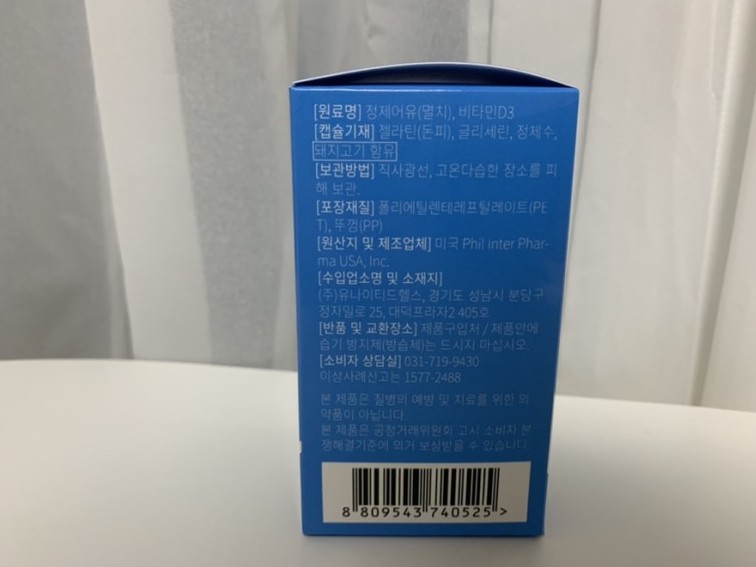 [원료명] 정제어유(멸치), 비타민D3
[캡슐기재] 젤라틴(돈피), 글리세린, 정제수,
돼지고기 함유
[보관방법] 직사광선, 고온다습한 장소를 피
해 보관.
[포장재질] 폴리에틸렌테레프탈레이트(PE
T), 뚜껑(PP)
[원산지 및 제조업체] 미국 Phil Inter Phar-
ma USA, Inc.
[수입업소명 및 소재지]
(주)유나이티드헬스, 경기도 성남시 분당구
정자일로 25, 대덕프라자2 405호
[반품 및 교환장소] 제품구입처 / 제품안에
습기 방지제(방습제)는 드시지 마십시오.
[소비자 상담실] 031-719-9430
이상사례신고는 1577-2488
본 제품은 질병의 예방 및 치료를 위한 의
약품이 아닙니다.
본 제품은 공정거래위원회 고시 소비자 분
쟁해결기준에 의거 보상받을 수 있습니다.
8 809543 740525 >